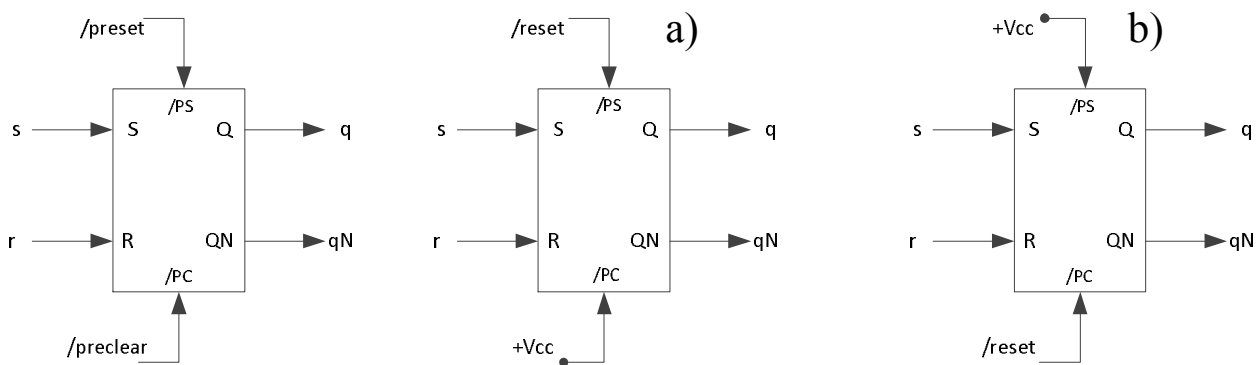 /preset
/PS
s S Q q
r R QN qN
/PC
/preclear
a)
/reset
/PS
s S Q q
r R QN qN
/PC
+Vcc
b)
+Vcc
/PS
s S Q q
r R QN qN
/PC
/reset